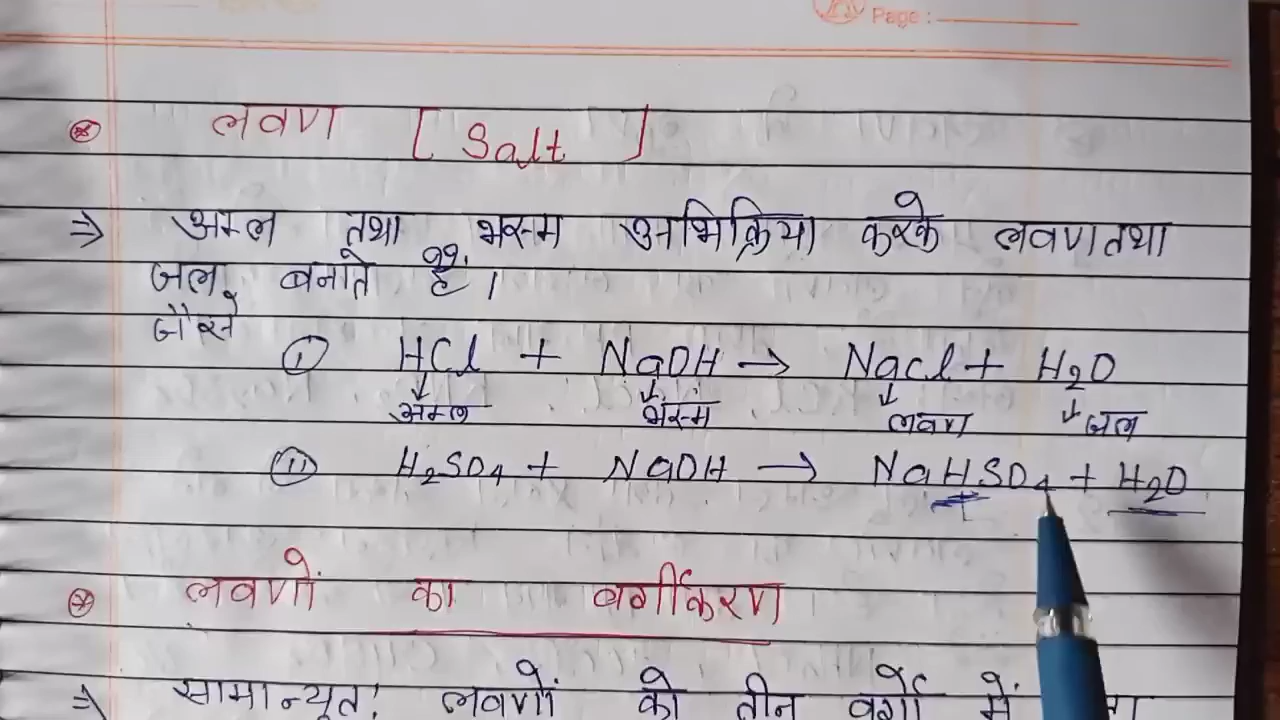 Page :
लवण [ Salt ]
⇒ अम्ल तथा भस्म अभिक्रिया करके लवण तथा
जल बनाते हैं ।
जैसे
(i) HCl + NaOH → NaCl + H₂O
↓ अम्ल ↓ भस्म ↓ लवण ↓ जल
(ii) H₂SO₄ + NaOH → NaHSO₄ + H₂O
लवणों का वर्गीकरण
⇒ सामान्यतः लवणों को तीन वर्गों में